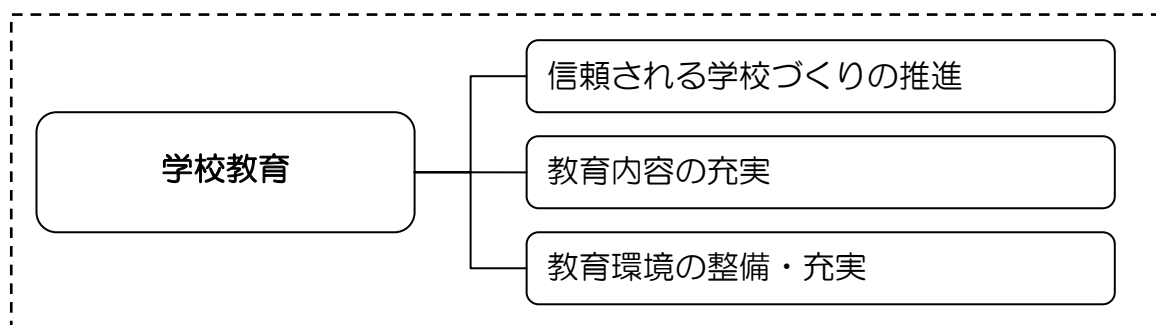 学校教育
信頼される学校づくりの推進
教育内容の充実
教育環境の整備・充実